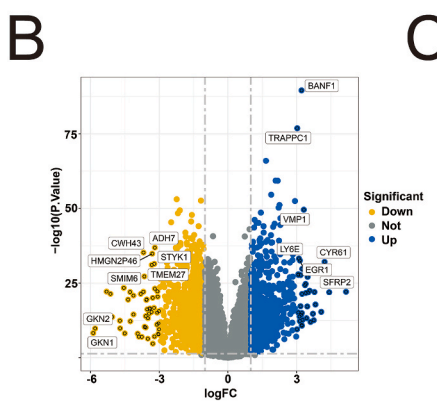 B
C
BANF1
TRAPPC1
VMP1
ADH7
CWH43
STYK1
HMGN2P46
TMEM27
SMIM6
GKN2
GKN1
LY6E
CYR61
EGR1
SFRP2
75
50
25
-6
-3
0
3
logFC
−log10(P.Value)
Significant
Down
Not
Up